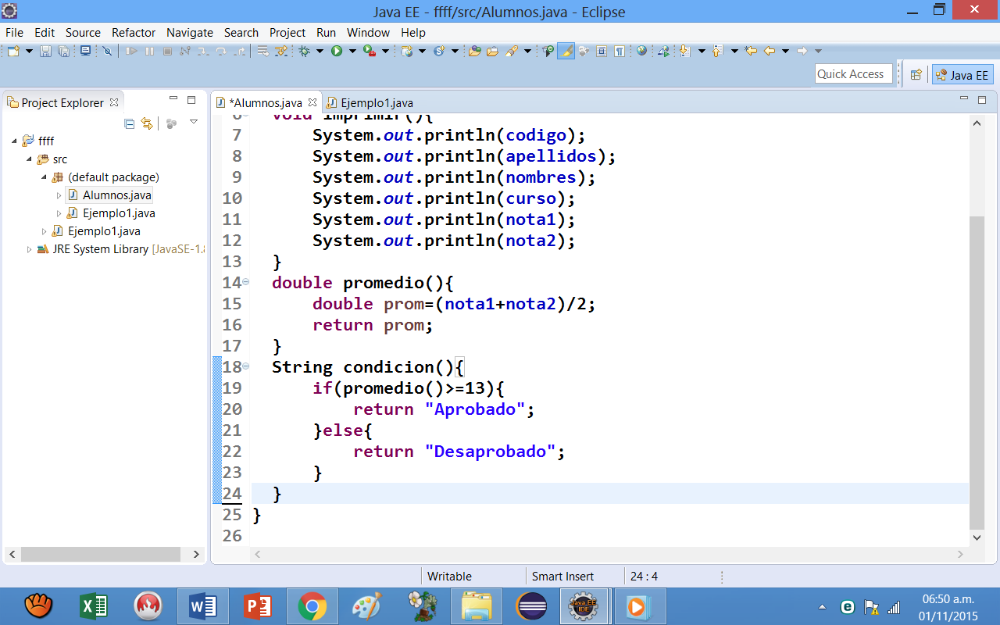 Java EE - ffff/src/Alumnos.java - Eclipse
File Edit Source Refactor Navigate Search Project Run Window Help
Quick Access Java EE
Project Explorer
ffff
src
(default package)
Alumnos.java
Ejemplo1.java
Ejemplo1.java
JRE System Library [JavaSE-1.8
*Alumnos.java Ejemplo1.java
6 void imprimir(){
7 System.out.println(codigo);
8 System.out.println(apellidos);
9 System.out.println(nombres);
10 System.out.println(curso);
11 System.out.println(nota1);
12 System.out.println(nota2);
13 }
14 double promedio(){
15 double prom=(nota1+nota2)/2;
16 return prom;
17 }
18 String condicion(){
19 if(promedio()>=13){
20 return "Aprobado";
21 }else{
22 return "Desaprobado";
23 }
24 }
25 }
26
Writable Smart Insert 24 : 4
06:50 a.m.
01/11/2015